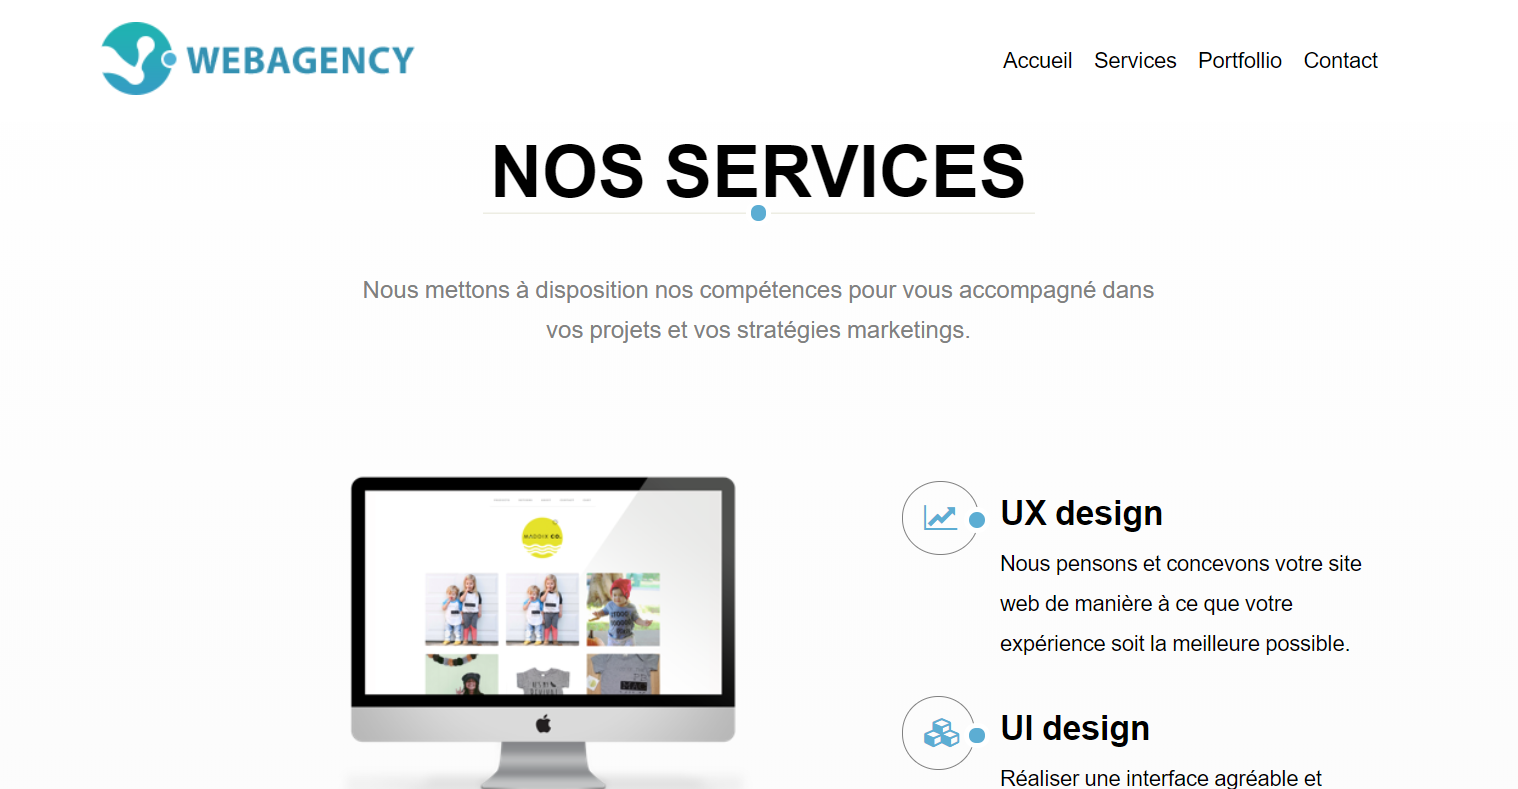 WEBAGENCY
Accueil Services Portfollio Contact
NOS SERVICES
Nous mettons à disposition nos compétences pour vous accompagné dans
vos projets et vos stratégies marketings.
MADDIX CO.
UX design
Nous pensons et concevons votre site
web de manière à ce que votre
expérience soit la meilleure possible.
UI design
Réaliser une interface agréable et